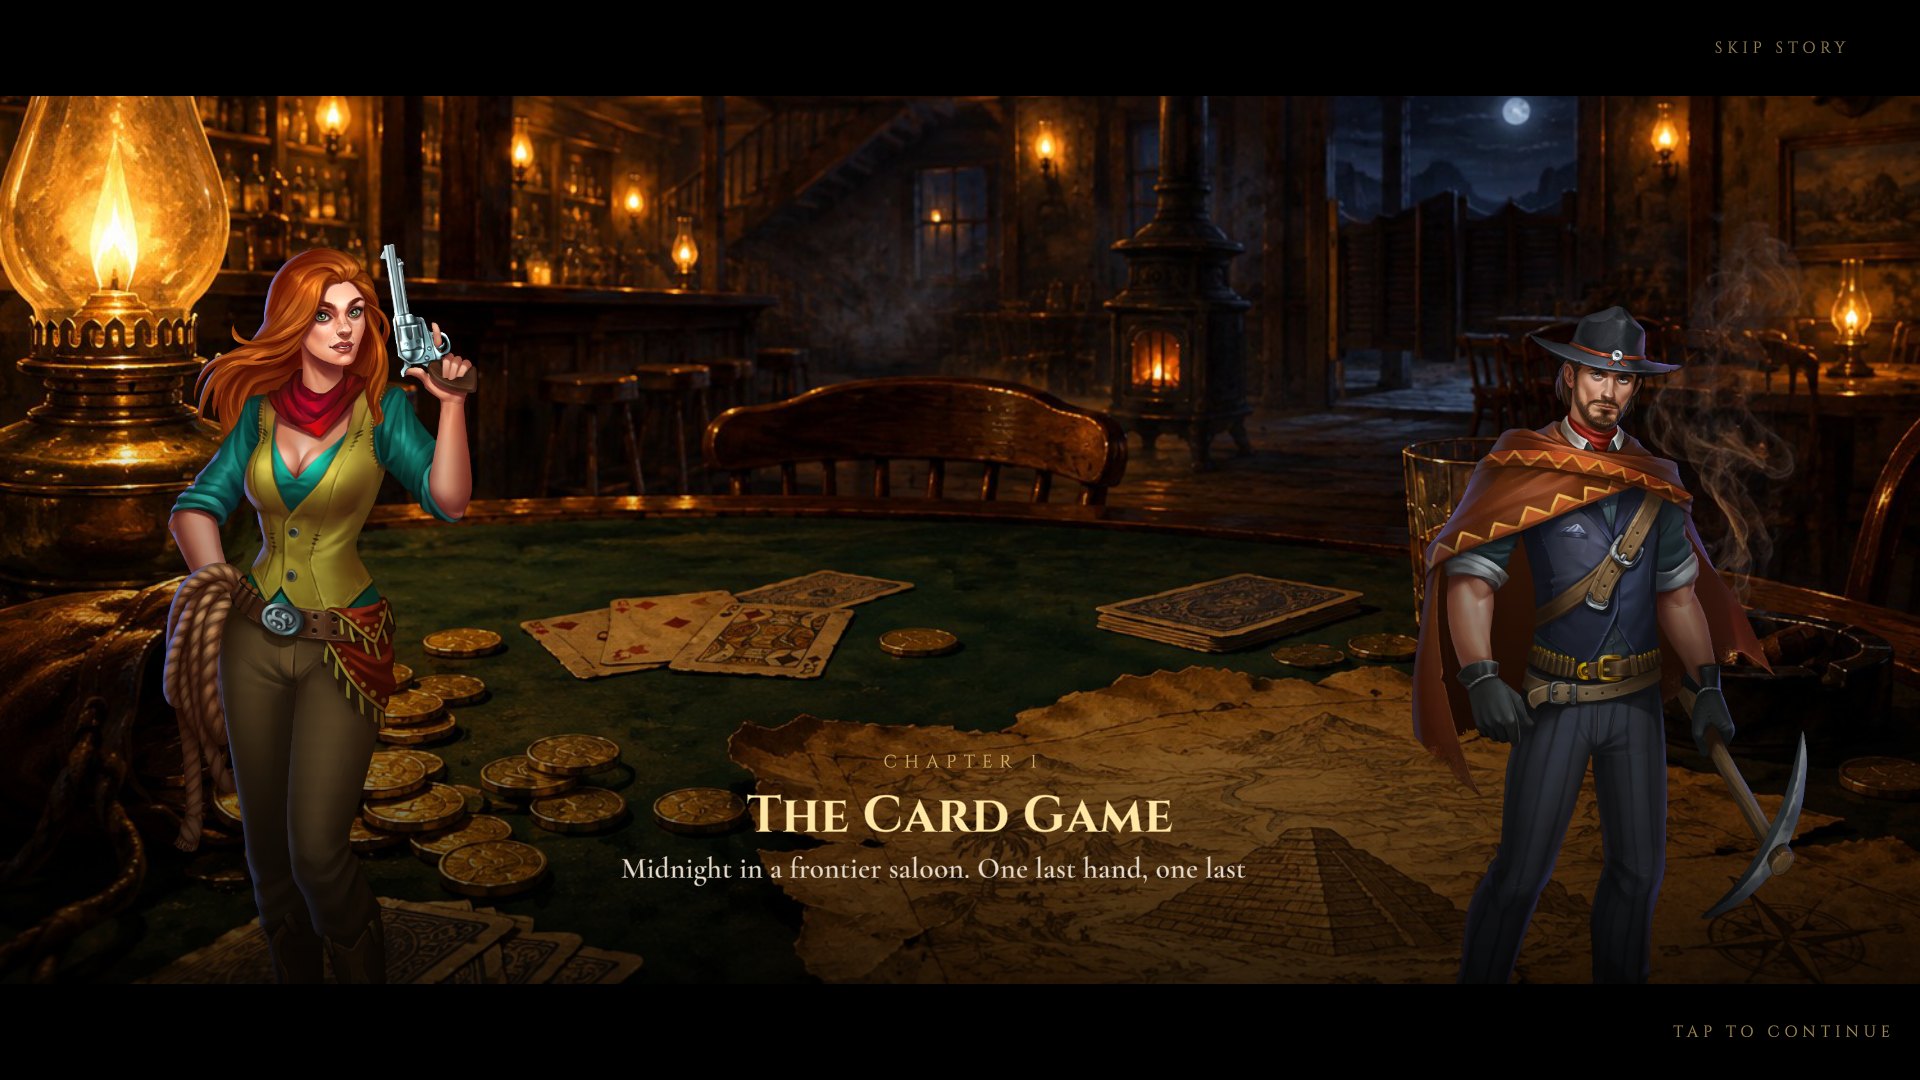 SKIP STORY
CHAPTER I
THE CARD GAME
Midnight in a frontier saloon. One last hand, one last
TAP TO CONTINUE